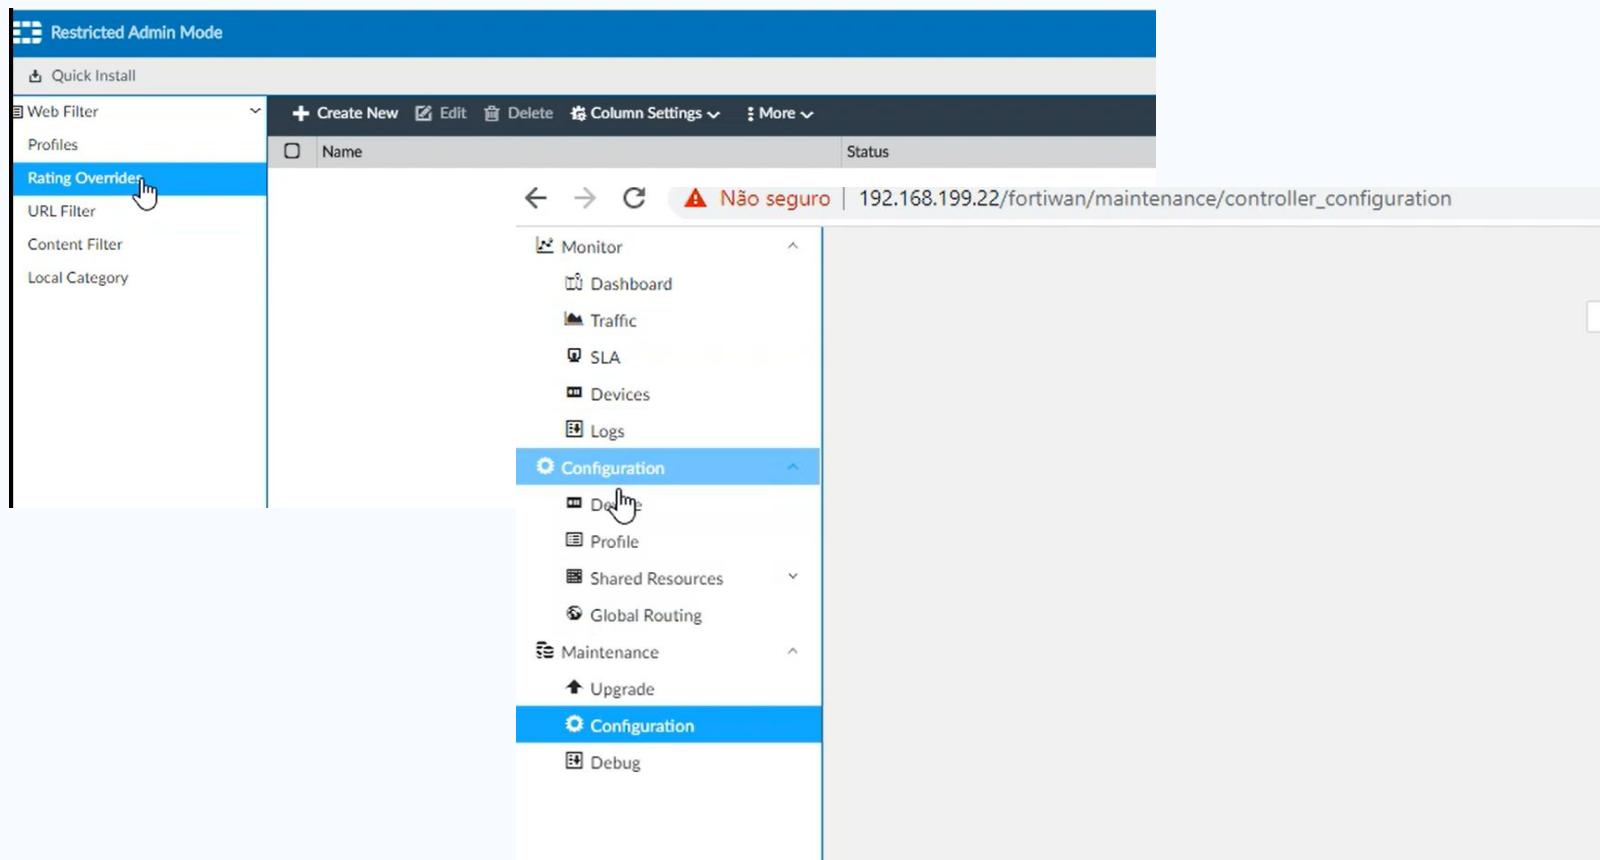 Restricted Admin Mode
Quick Install
Web Filter
Profiles
Rating Overrides
URL Filter
Content Filter
Local Category
Create New Edit Delete Column Settings More
Name Status
Não seguro 192.168.199.22/fortiwan/maintenance/controller_configuration
Monitor
Dashboard
Traffic
SLA
Devices
Logs
Configuration
Profile
Shared Resources
Global Routing
Maintenance
Upgrade
Configuration
Debug